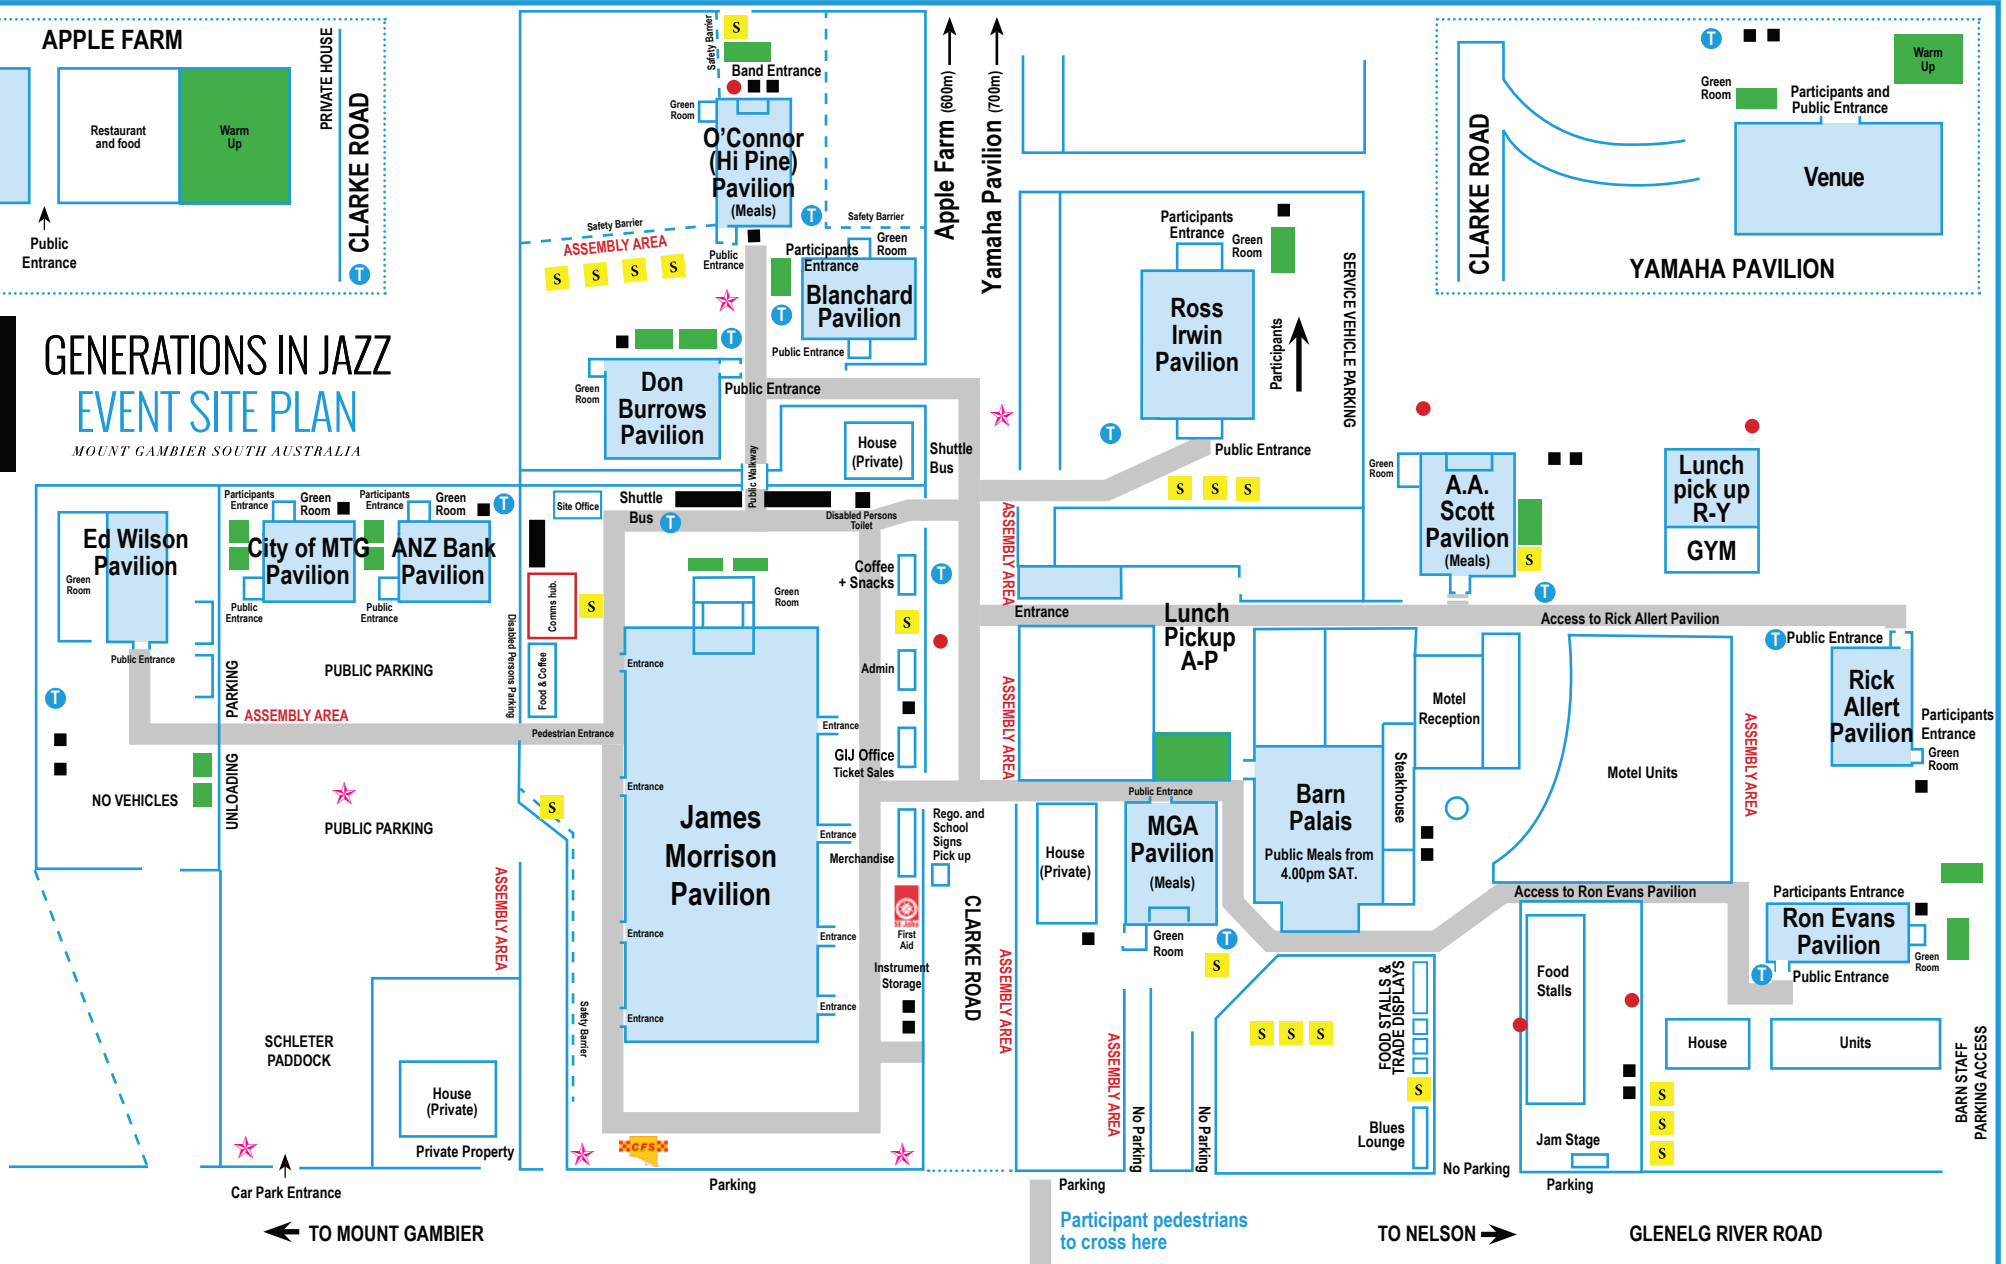 APPLE FARM
PRIVATE HOUSE
CLARKE ROAD
Restaurant
and food
Warm
Up
Public
Entrance
T
GENERATIONS IN JAZZ
EVENT SITE PLAN
MOUNT GAMBIER SOUTH AUSTRALIA
Safety Barrier
S
Band Entrance
Green
Room
O'Connor
(Hi Pine)
Pavilion
(Meals)
T
Safety Barrier
Safety Barrier
ASSEMBLY AREA
S
S
S
S
Public
Entrance
Participants
Entrance
Green
Room
Blanchard
Pavilion
T
T
Public Entrance
Green
Room
Don
Burrows
Pavilion
Public Entrance
Apple Farm (600m)
Yamaha Pavilion (700m)
House
(Private)
Shuttle
Bus
Public Walkway
Participants
Entrance
Green
Room
Ross
Irwin
Pavilion
Participants
SERVICE VEHICLE PARKING
T
Public Entrance
S
S
S
CLARKE ROAD
T
Green
Room
Participants and
Public Entrance
Warm
Up
Venue
YAMAHA PAVILION
Green
Room
A.A.
Scott
Pavilion
(Meals)
S
T
Lunch
pick up
R-Y
GYM
Ed Wilson
Pavilion
Green
Room
Public Entrance
T
NO VEHICLES
Participants
Entrance
Green
Room
City of MTG
Pavilion
Public
Entrance
Participants
Entrance
Green
Room
ANZ Bank
Pavilion
Public
Entrance
T
PUBLIC PARKING
PARKING
ASSEMBLY AREA
UNLOADING
PUBLIC PARKING
Disabled Persons Parking
Site Office
Shuttle
Bus
T
Disabled Persons
Toilet
Comms hub.
S
Food & Coffee
Pedestrian Entrance
S
Safety Barrier
ASSEMBLY AREA
SCHLETER
PADDOCK
House
(Private)
Private Property
Car Park Entrance
Green
Room
James
Morrison
Pavilion
Entrance
Entrance
Entrance
Entrance
Entrance
Entrance
Entrance
Entrance
Coffee
+ Snacks
T
S
Admin
GIJ Office
Ticket Sales
Merchandise
Rego. and
School
Signs
Pick up
St John
First
Aid
Instrument
Storage
CLARKE ROAD
CFS
ASSEMBLY AREA
ASSEMBLY AREA
ASSEMBLY AREA
ASSEMBLY AREA
Entrance
Lunch
Pickup
A-P
Access to Rick Allert Pavilion
Motel
Reception
Steakhouse
Barn
Palais
Public Meals from
4.00pm SAT.
Motel Units
ASSEMBLY AREA
T
Public Entrance
Rick
Allert
Pavilion
Participants
Entrance
Green
Room
Public Entrance
MGA
Pavilion
(Meals)
House
(Private)
Green
Room
T
S
Access to Ron Evans Pavilion
Participants Entrance
Ron Evans
Pavilion
Green
Room
T
Public Entrance
S
S
S
FOOD STALLS &
TRADE DISPLAYS
S
Blues
Lounge
Food
Stalls
Jam Stage
House
Units
S
S
S
BARN STAFF
PARKING ACCESS
No Parking
No Parking
No Parking
Parking
Parking
Parking
Participant pedestrians
to cross here
TO MOUNT GAMBIER
TO NELSON
GLENELG RIVER ROAD